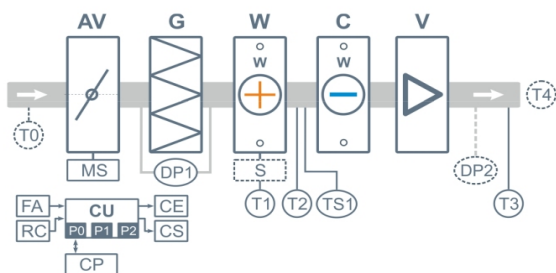 AV G W C V
w w
T0 T4
MS DP1 S DP2
T1 T2 TS1 T3
FA CU CE
RC P0 P1 P2 CS
CP